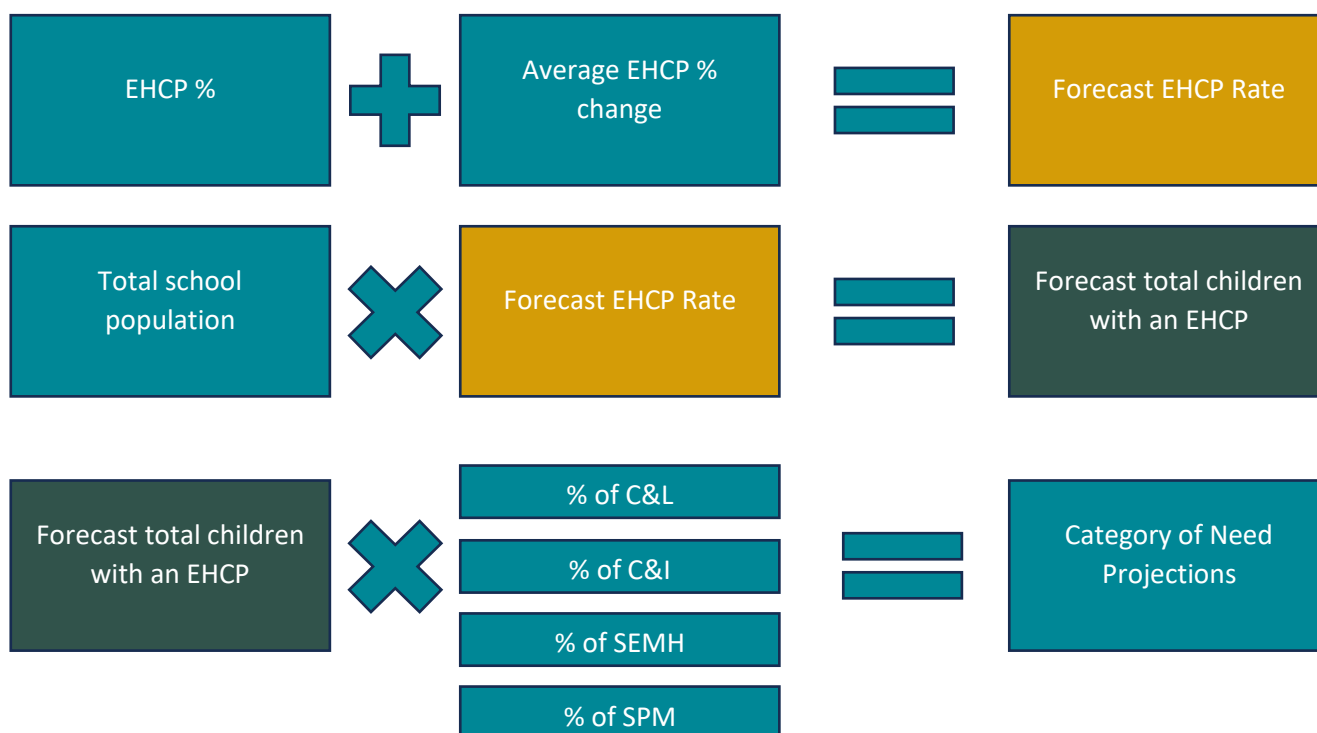 EHCP %
Average EHCP %
change
Forecast EHCP Rate
Total school
population
Forecast EHCP Rate
Forecast total children
with an EHCP
Forecast total children
with an EHCP
% of C&L
% of C&I
% of SEMH
% of SPM
Category of Need
Projections